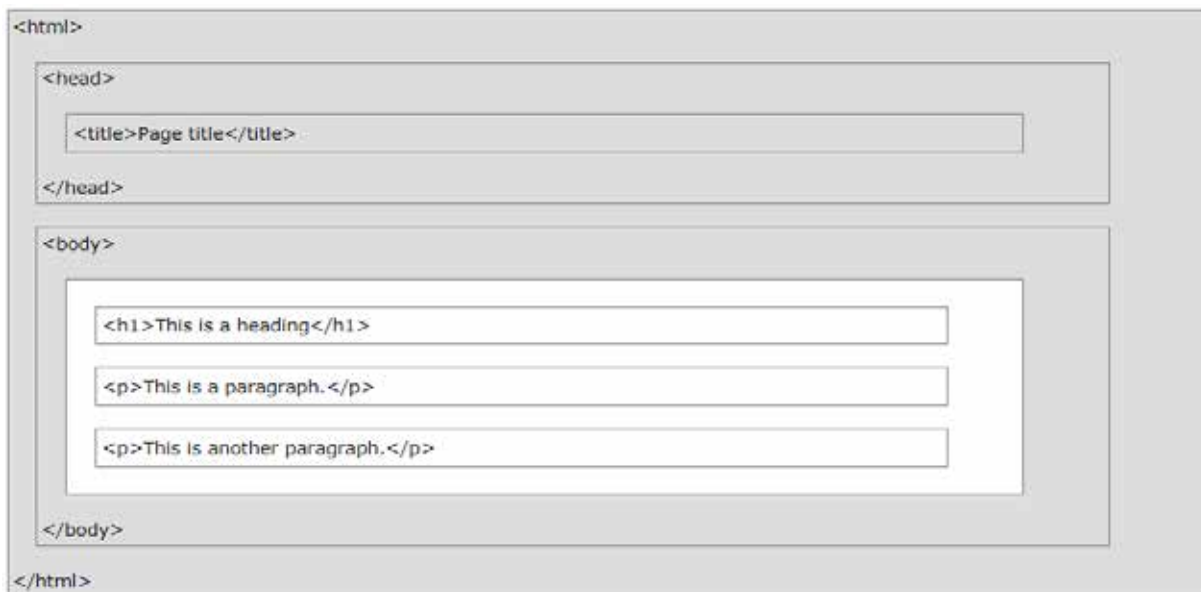 <html>
<head>
<title>Page title</title>
</head>
<body>
<h1>This is a heading</h1>
<p>This is a paragraph.</p>
<p>This is another paragraph.</p>
</body>
</html>